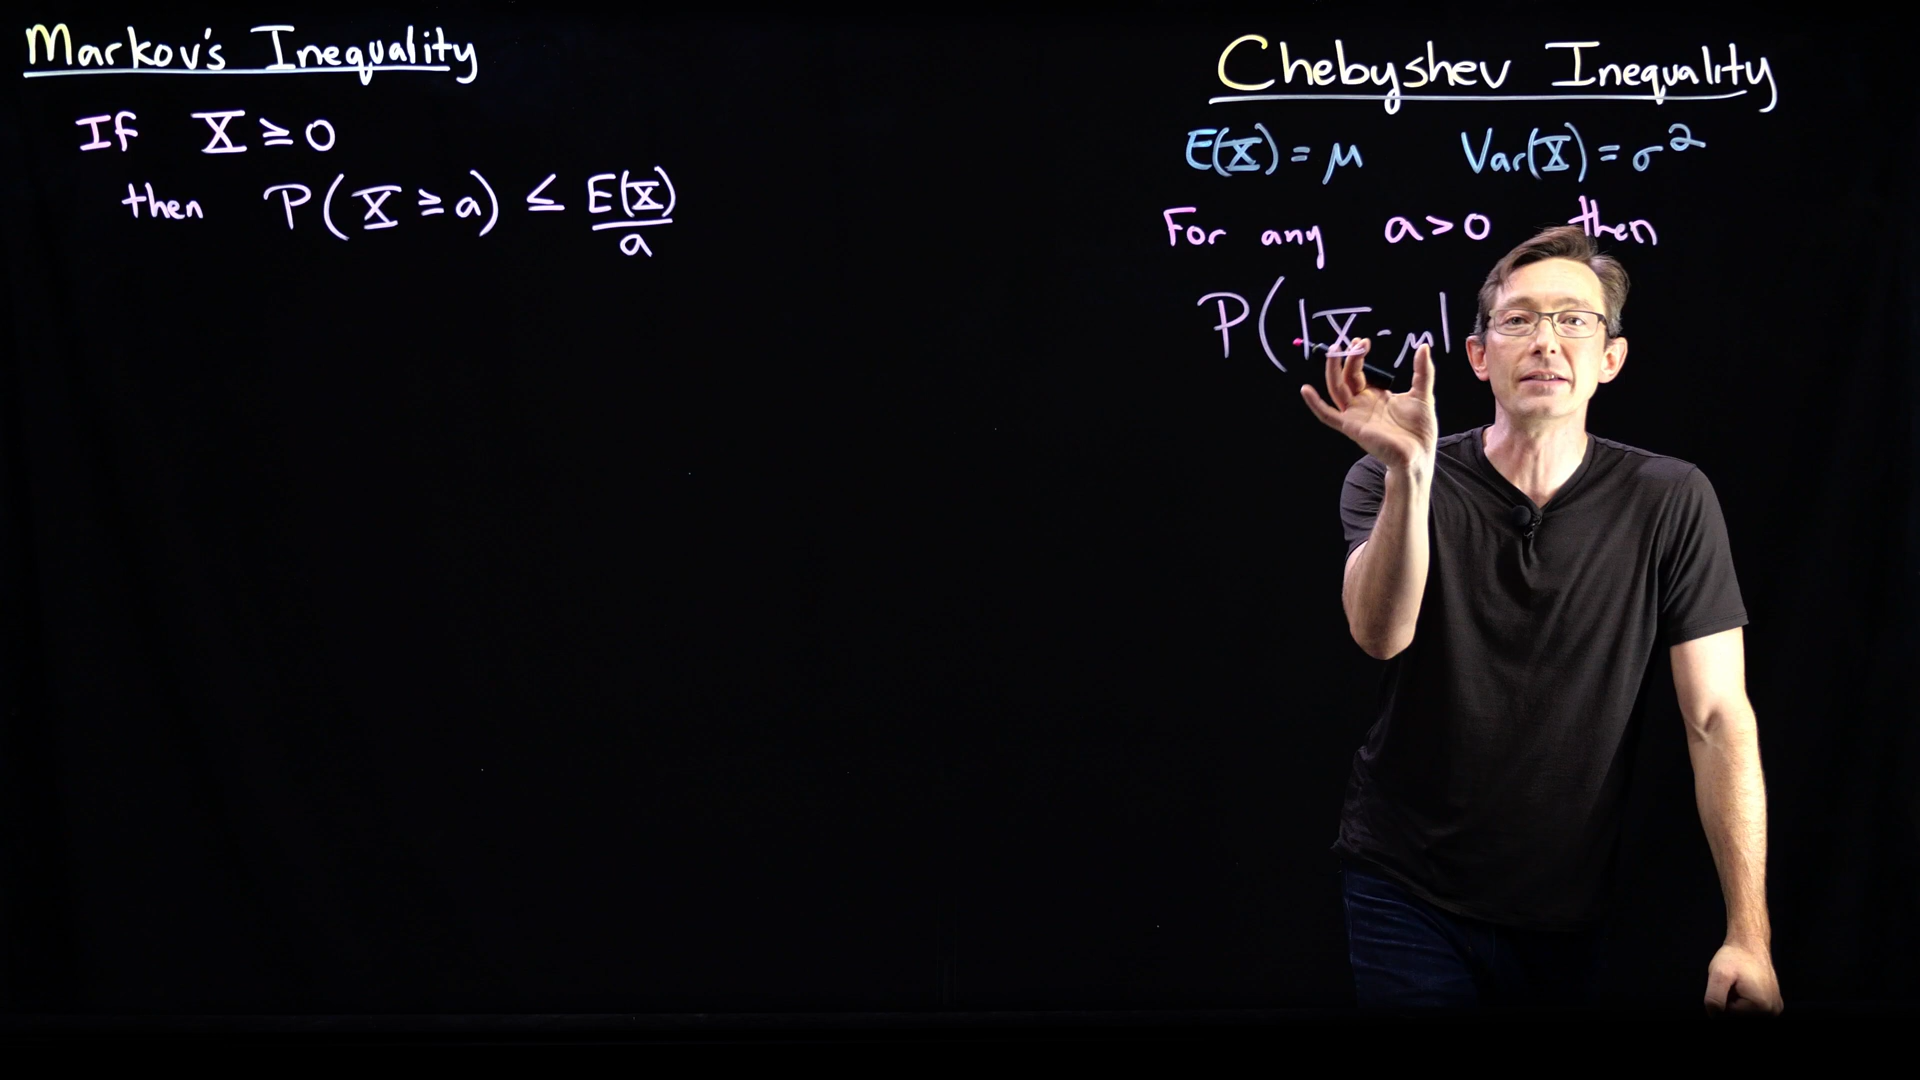 Markov's Inequality
If X ≥ 0
then P(X ≥ a) ≤ E(X)/a
Chebyshev Inequality
E(X) = μ Var(X) = σ²
For any a > 0 then
P(|X - μ|